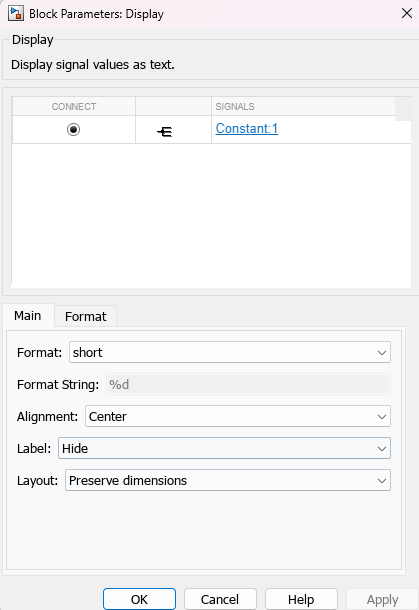 Block Parameters: Display
Display
Display signal values as text.
CONNECT SIGNALS
Constant:1
Main Format
Format: short
Format String: %d
Alignment: Center
Label: Hide
Layout: Preserve dimensions
OK Cancel Help Apply